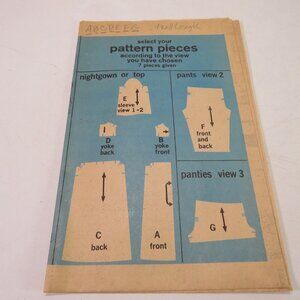 select your
pattern pieces
according to the view
you have chosen
7 pieces given
nightgown or top
pants view 2
E
sleeve
view 1-2
I
D
yoke
back
B
yoke
front
F
front
and
back
panties view 3
C
back
A
front
G